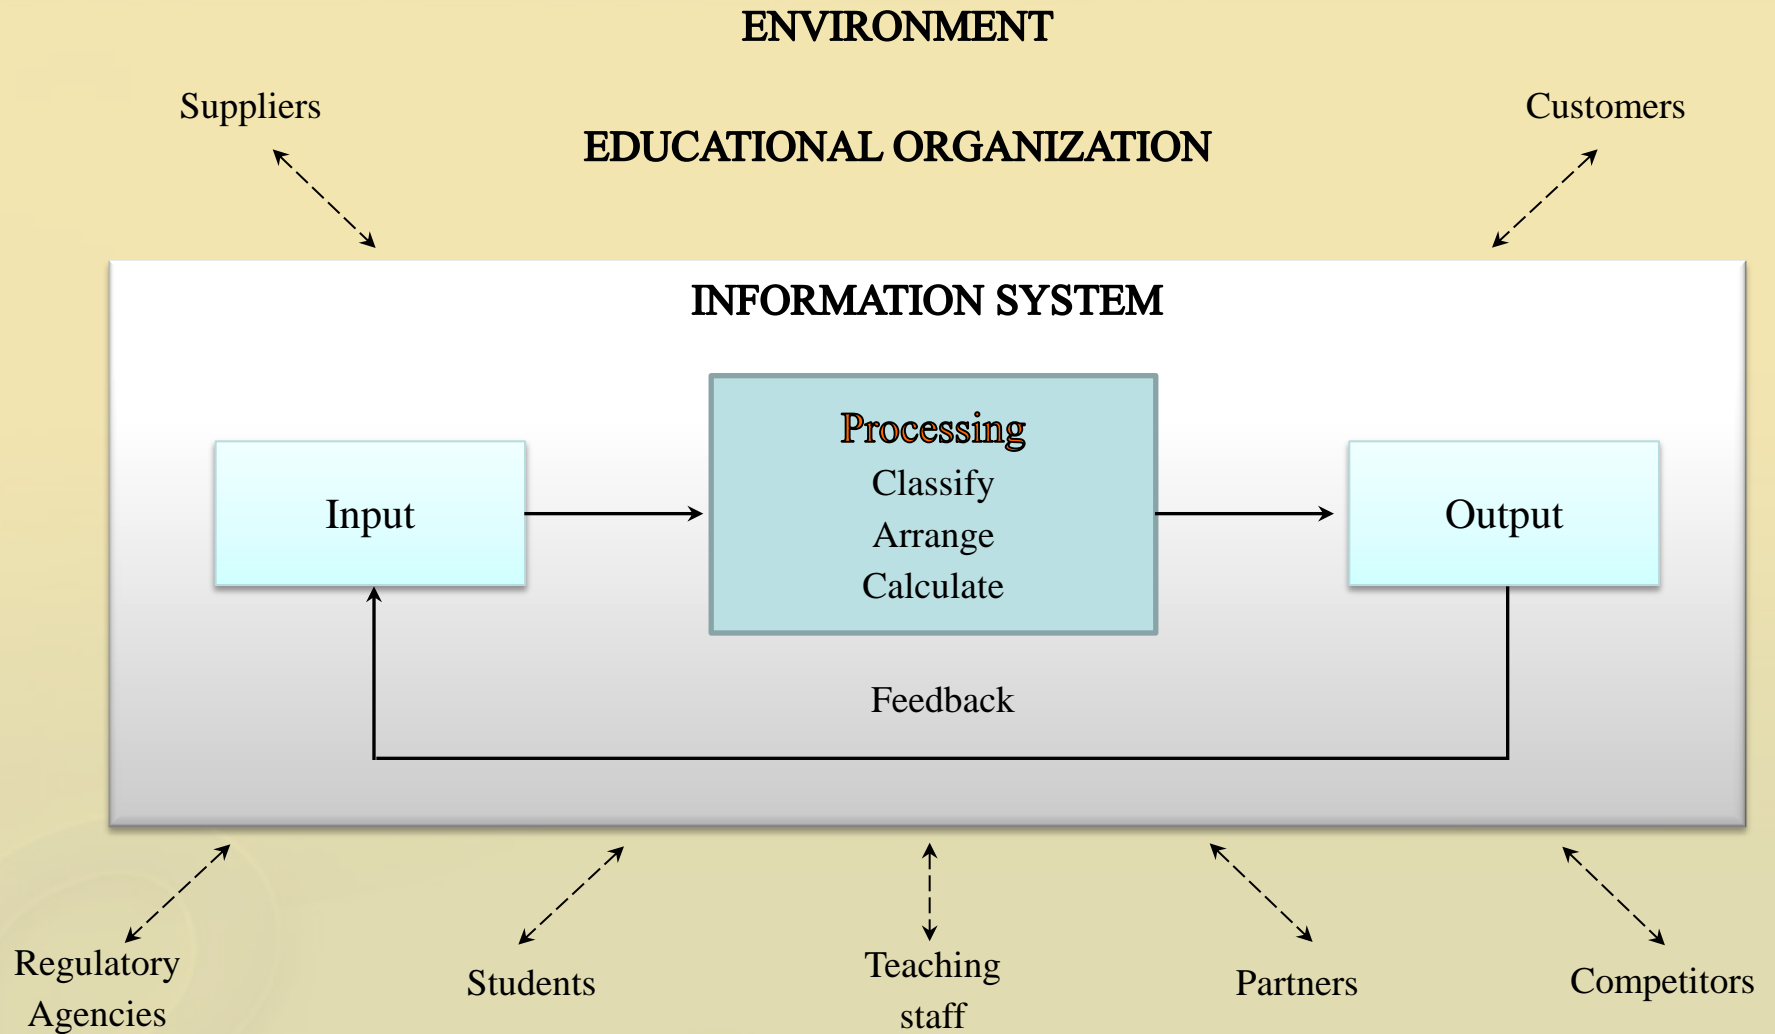 ENVIRONMENT
Suppliers
Customers
EDUCATIONAL ORGANIZATION
INFORMATION SYSTEM
Processing
Classify
Arrange
Calculate
Input
Output
Feedback
Regulatory
Agencies
Students
Teaching
staff
Partners
Competitors